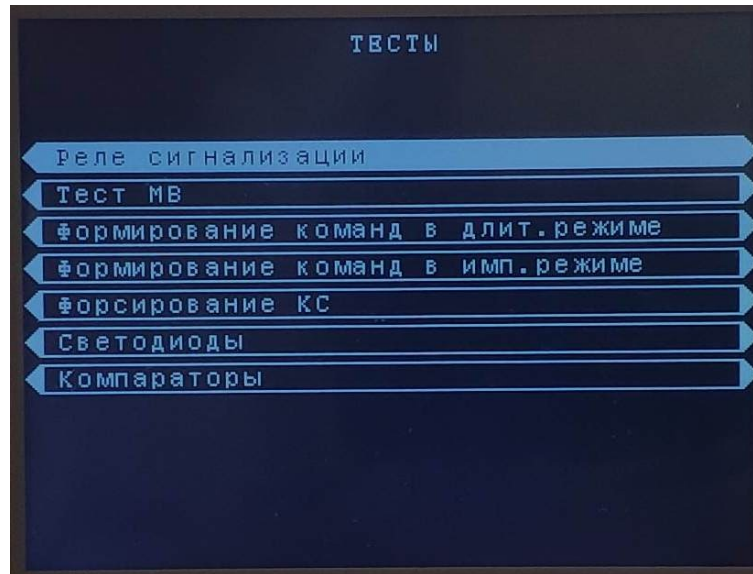 ТЕСТЫ
Реле сигнализации
Тест МВ
Формирование команд в длит.режиме
Формирование команд в имп.режиме
Форсирование КС
Светодиоды
Компараторы